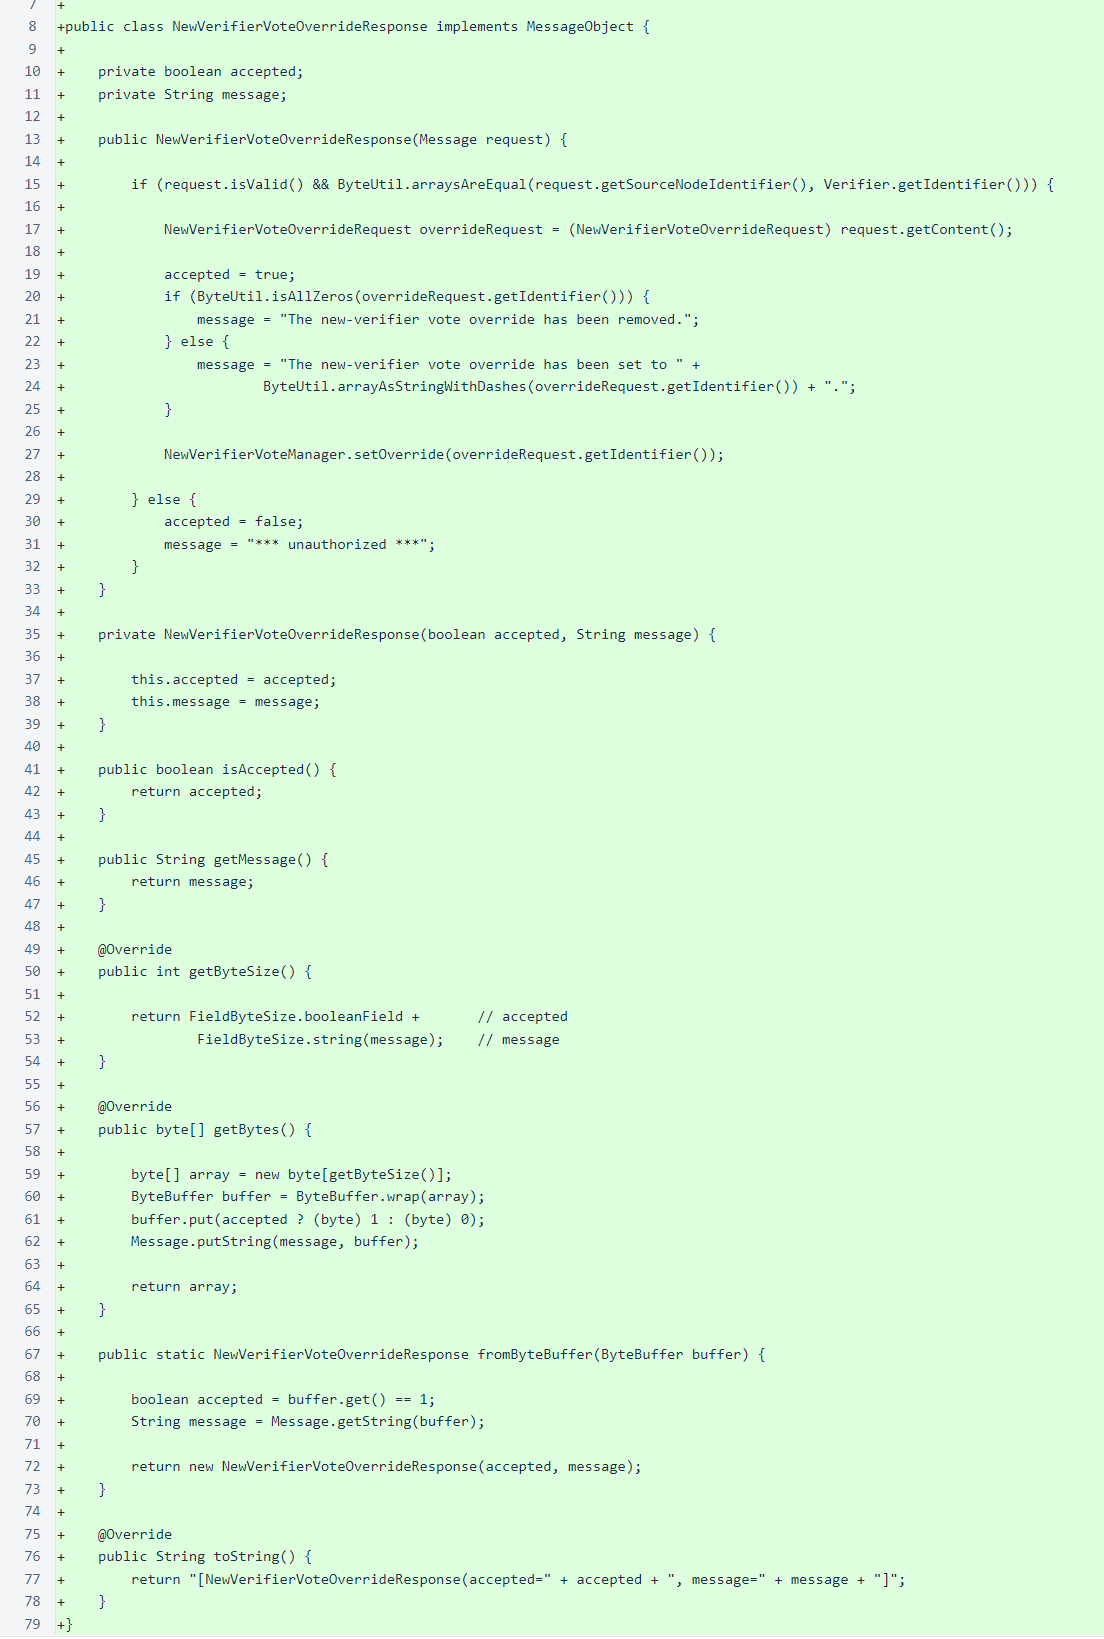 7 +
8 +public class NewVerifierVoteOverrideResponse implements MessageObject {
9 +
10 +    private boolean accepted;
11 +    private String message;
12 +
13 +    public NewVerifierVoteOverrideResponse(Message request) {
14 +
15 +        if (request.isValid() && ByteUtil.arraysAreEqual(request.getSourceNodeIdentifier(), Verifier.getIdentifier())) {
16 +
17 +            NewVerifierVoteOverrideRequest overrideRequest = (NewVerifierVoteOverrideRequest) request.getContent();
18 +
19 +            accepted = true;
20 +            if (ByteUtil.isAllZeros(overrideRequest.getIdentifier())) {
21 +                message = "The new-verifier vote override has been removed.";
22 +            } else {
23 +                message = "The new-verifier vote override has been set to " +
24 +                        ByteUtil.arrayAsStringWithDashes(overrideRequest.getIdentifier()) + ".";
25 +            }
26 +
27 +            NewVerifierVoteManager.setOverride(overrideRequest.getIdentifier());
28 +
29 +        } else {
30 +            accepted = false;
31 +            message = "*** unauthorized ***";
32 +        }
33 +    }
34 +
35 +    private NewVerifierVoteOverrideResponse(boolean accepted, String message) {
36 +
37 +        this.accepted = accepted;
38 +        this.message = message;
39 +    }
40 +
41 +    public boolean isAccepted() {
42 +        return accepted;
43 +    }
44 +
45 +    public String getMessage() {
46 +        return message;
47 +    }
48 +
49 +    @Override
50 +    public int getByteSize() {
51 +
52 +        return FieldByteSize.booleanField +       // accepted
53 +                FieldByteSize.string(message);    // message
54 +    }
55 +
56 +    @Override
57 +    public byte[] getBytes() {
58 +
59 +        byte[] array = new byte[getByteSize()];
60 +        ByteBuffer buffer = ByteBuffer.wrap(array);
61 +        buffer.put(accepted ? (byte) 1 : (byte) 0);
62 +        Message.putString(message, buffer);
63 +
64 +        return array;
65 +    }
66 +
67 +    public static NewVerifierVoteOverrideResponse fromByteBuffer(ByteBuffer buffer) {
68 +
69 +        boolean accepted = buffer.get() == 1;
70 +        String message = Message.getString(buffer);
71 +
72 +        return new NewVerifierVoteOverrideResponse(accepted, message);
73 +    }
74 +
75 +    @Override
76 +    public String toString() {
77 +        return "[NewVerifierVoteOverrideResponse(accepted=" + accepted + ", message=" + message + "]";
78 +    }
79 +}